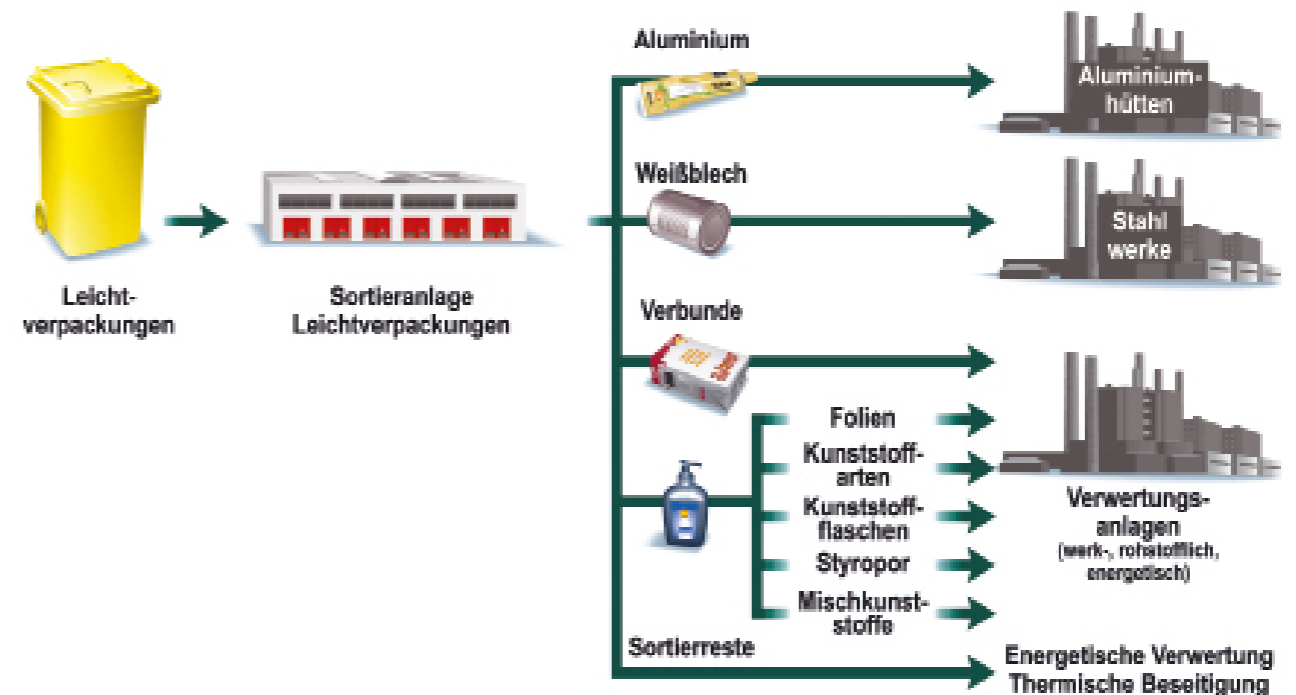 Leicht-
verpackungen
Sortieranlage
Leichtverpackungen
Aluminium
Aluminium-
hütten
Weißblech
Stahl
werke
Verbunde
Folien
Kunststoff-
arten
Kunststoff-
flaschen
Styropor
Mischkunst-
stoffe
Verwertungs-
anlagen
(werk-, rohstofflich,
energetisch)
Sortierreste
Energetische Verwertung
Thermische Beseitigung